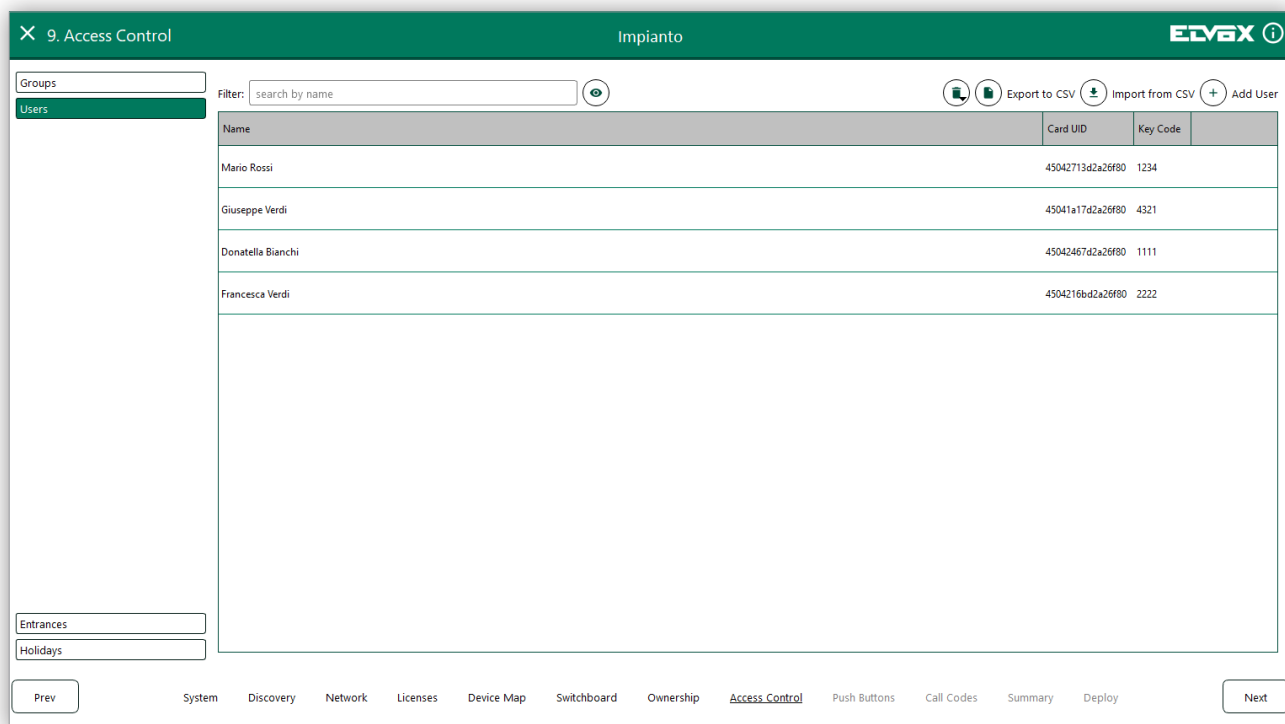 9. Access Control Impianto ELVOX
Groups
Users
Filter: search by name Export to CSV Import from CSV Add User
Name Card UID Key Code
Mario Rossi 45042713d2a26f80 1234
Giuseppe Verdi 45041a17d2a26f80 4321
Donatella Bianchi 45042467d2a26f80 1111
Francesca Verdi 4504216bd2a26f80 2222
Entrances
Holidays
Prev System Discovery Network Licenses Device Map Switchboard Ownership Access Control Push Buttons Call Codes Summary Deploy Next